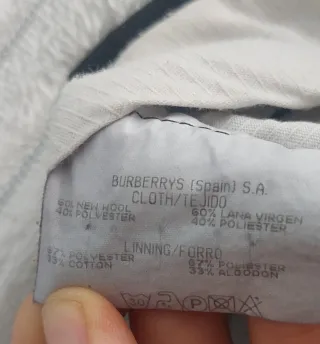 BURBERRYS (Spain) S.A.
CLOTH/TEJIDO
60% NEW WOOL 60% LANA VIRGEN
40% POLYESTER 40% POLIESTER
LINNING/FORRO
67% POLYESTER 67% POLIESTER
33% COTTON 33% ALGODON
30 P